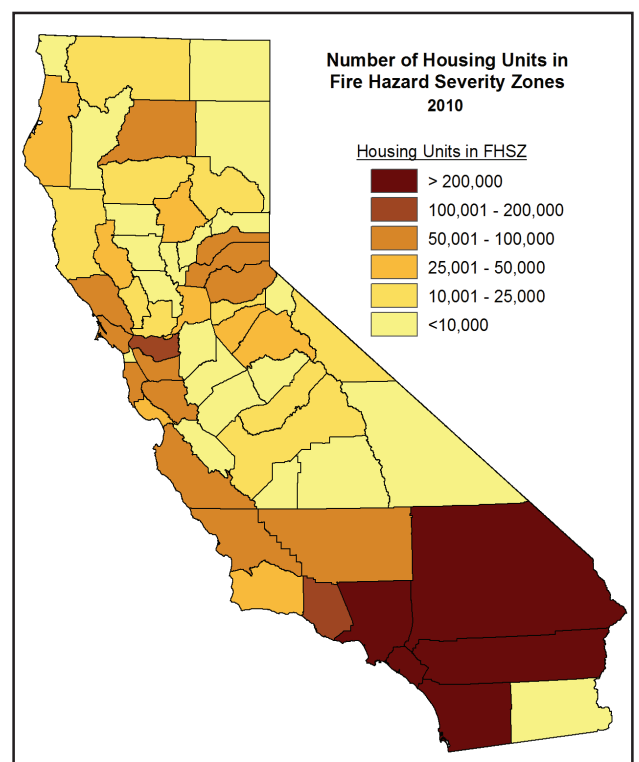 Number of Housing Units in
Fire Hazard Severity Zones
2010
Housing Units in FHSZ
> 200,000
100,001 - 200,000
50,001 - 100,000
25,001 - 50,000
10,001 - 25,000
<10,000